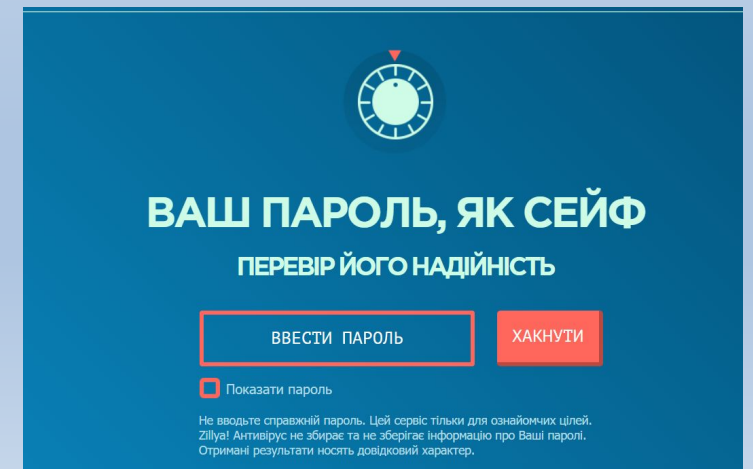 ВАШ ПАРОЛЬ, ЯК СЕЙФ
ПЕРЕВІР ЙОГО НАДІЙНІСТЬ
ВВЕСТИ ПАРОЛЬ
ХАКНУТИ
Показати пароль
Не вводьте справжній пароль. Цей сервіс тільки для ознайомчих цілей.
Zillya! Антивірус не збирає та не зберігає інформацію про Ваші паролі.
Отримані результати носять довідковий характер.